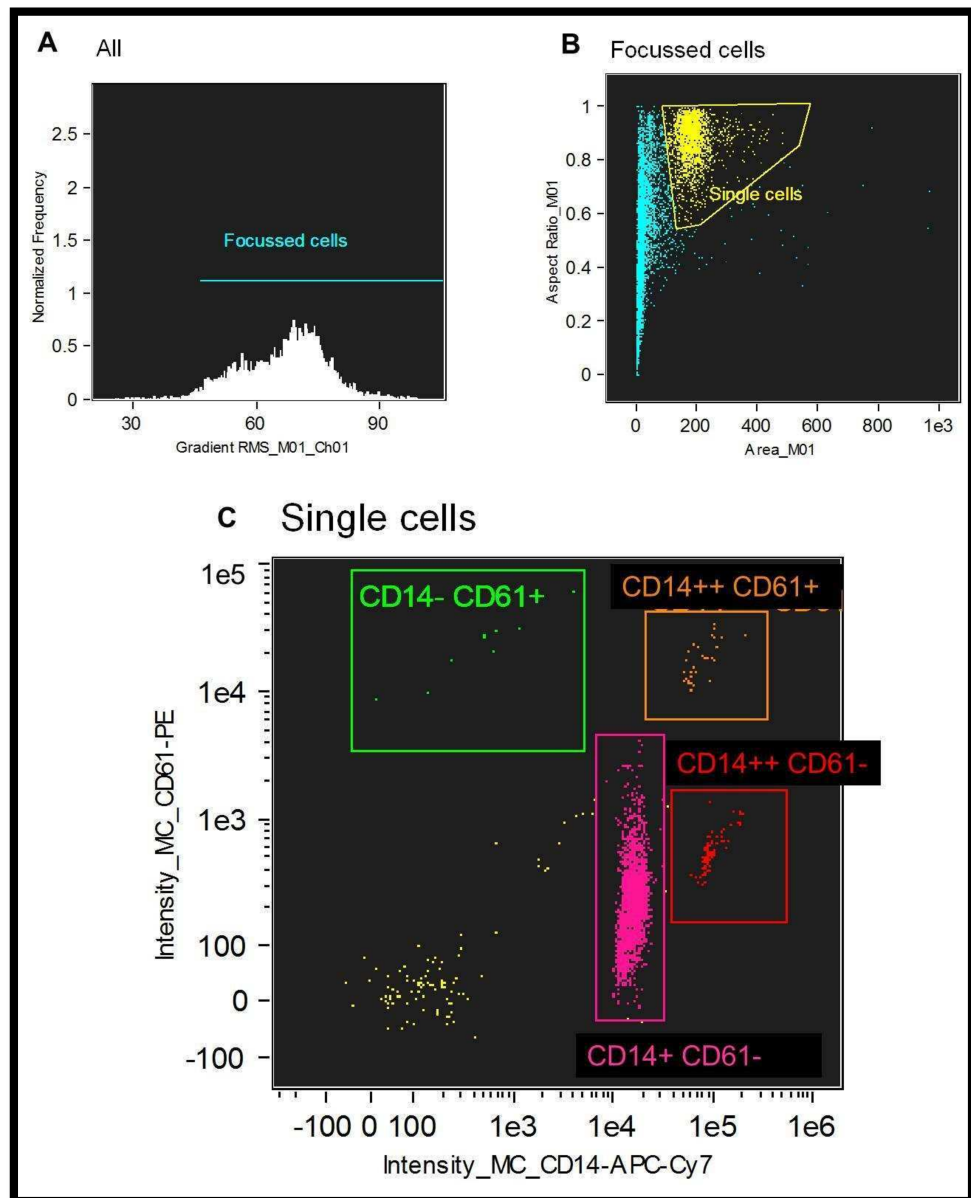 A All
2.5
2
1.5
1
0.5
0
Normalized Frequency
Focussed cells
30 60 90
Gradient RMS_M01_Ch01
B Focussed cells
1
0.8
0.6
0.4
0.2
0
Aspect Ratio_M01
Single cells
0 200 400 600 800 1e3
Area_M01
C Single cells
1e5
1e4
1e3
100
0
-100
Intensity_MC_CD61-PE
CD14- CD61+
CD14++ CD61+
CD14++ CD61-
CD14+ CD61-
-100 0 100 1e3 1e4 1e5 1e6
Intensity_MC_CD14-APC-Cy7